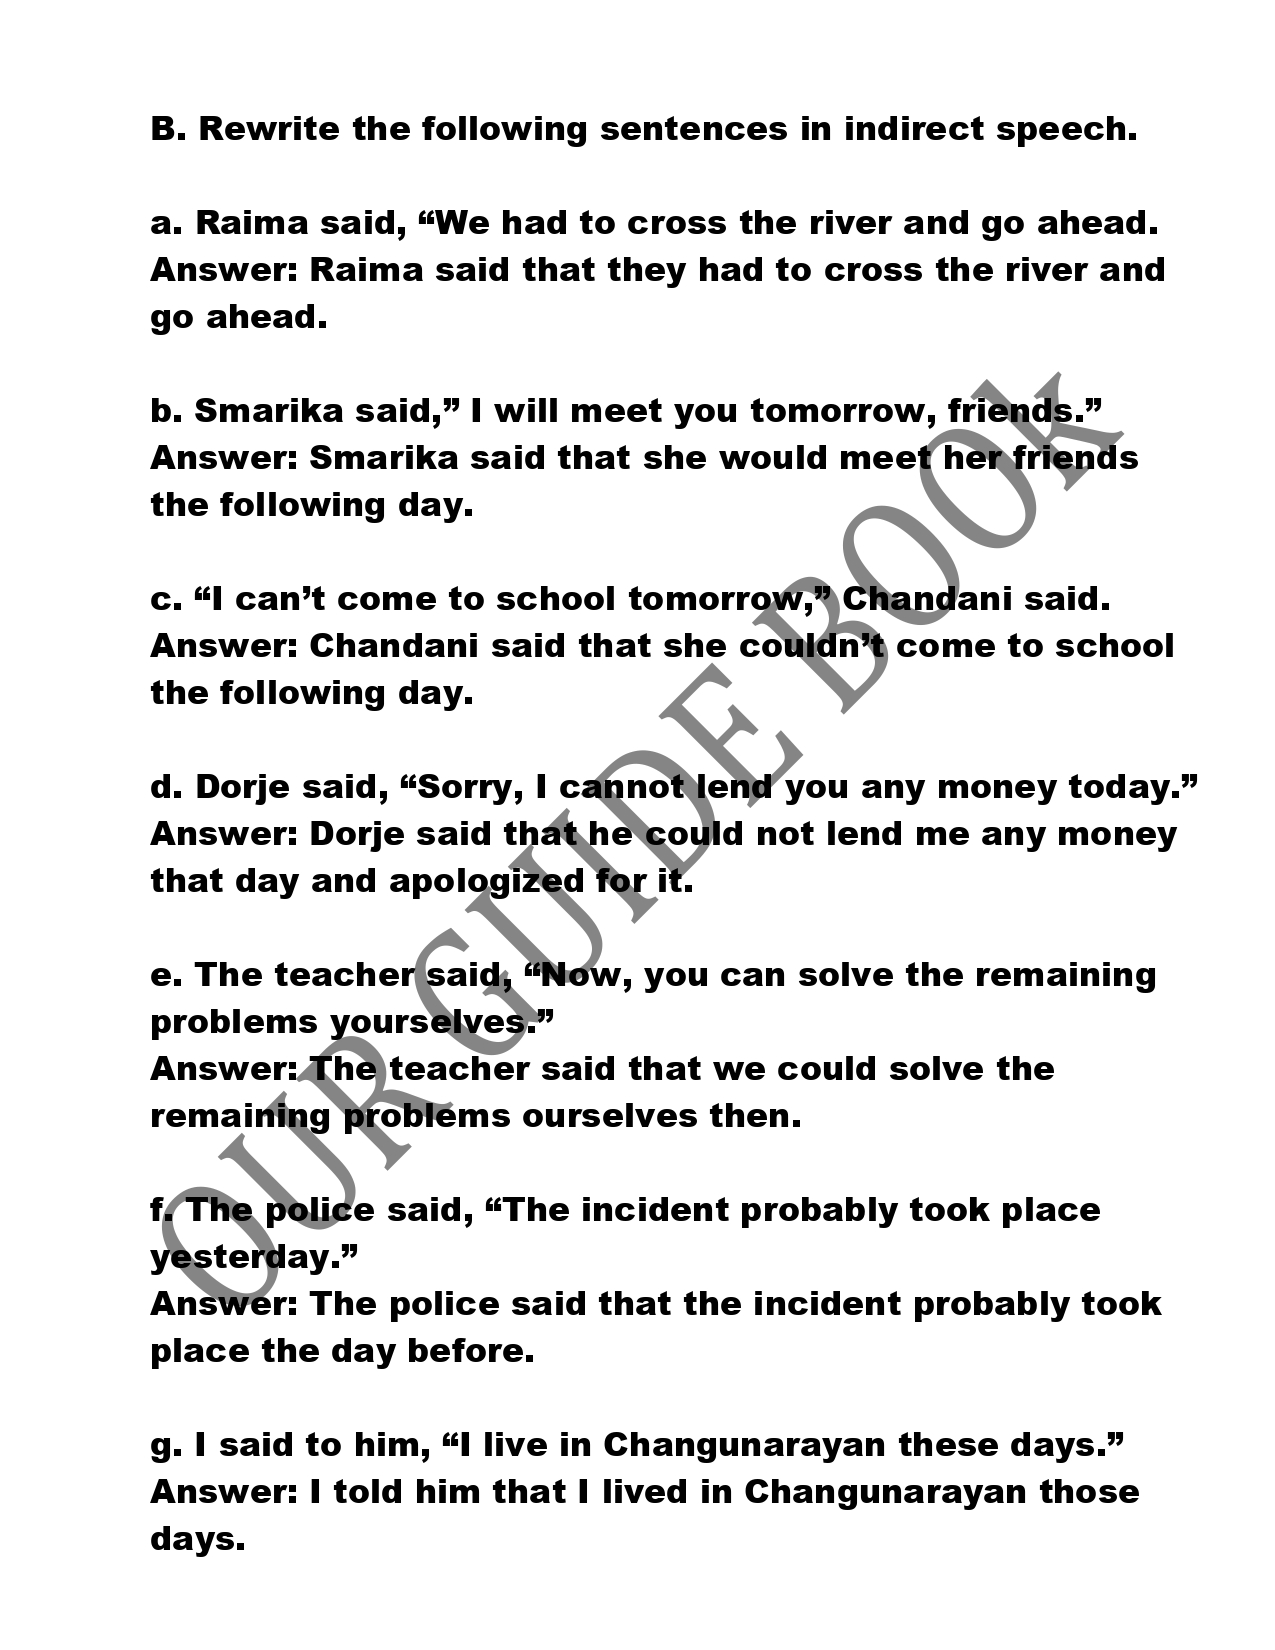 B. Rewrite the following sentences in indirect speech.
a. Raima said, “We had to cross the river and go ahead.
Answer: Raima said that they had to cross the river and
go ahead.
b. Smarika said,” I will meet you tomorrow, friends.”
Answer: Smarika said that she would meet her friends
the following day.
c. “I can’t come to school tomorrow,” Chandani said.
Answer: Chandani said that she couldn’t come to school
the following day.
d. Dorje said, “Sorry, I cannot lend you any money today.”
Answer: Dorje said that he could not lend me any money
that day and apologized for it.
e. The teacher said, “Now, you can solve the remaining
problems yourselves.”
Answer: The teacher said that we could solve the
remaining problems ourselves then.
f. The police said, “The incident probably took place
yesterday.”
Answer: The police said that the incident probably took
place the day before.
g. I said to him, “I live in Changunarayan these days.”
Answer: I told him that I lived in Changunarayan those
days.
OUR GUIDE BOOk